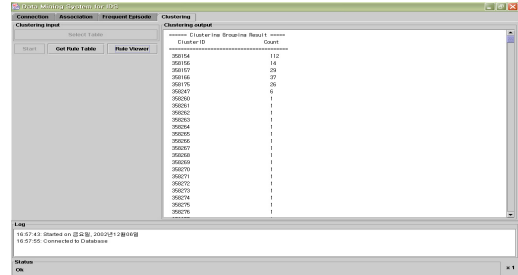 Data Mining System for IDS
Connection Association Frequent Episode Clustering
Clustering input
Select Table
Start Get Rule Table Rule Viewer
Clustering output
====== Clustering Grouping Result =====
ClusterID Count
358154 112
358156 14
358157 29
358166 37
358175 26
358247 6
358260 1
358261 1
358262 1
358263 1
358264 1
358265 1
358266 1
358267 1
358268 1
358269 1
358270 1
358271 1
358272 1
358273 1
358274 1
358275 1
358276 1
Log
16:57:43: Started on 금요일, 2002년12월06일
16:57:55: Connected to Database
Status
Ok
x 1